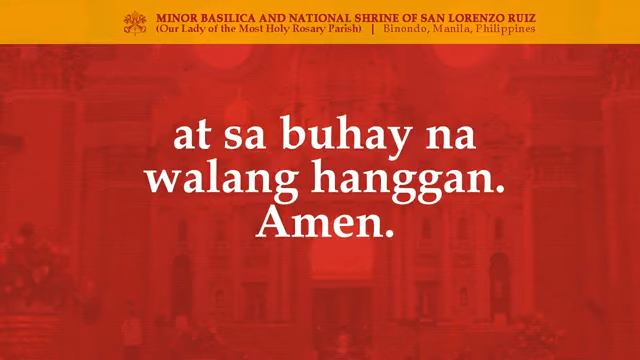 MINOR BASILICA AND NATIONAL SHRINE OF SAN LORENZO RUIZ
(Our Lady of the Most Holy Rosary Parish) | Binondo, Manila, Philippines
at sa buhay na
walang hanggan.
Amen.